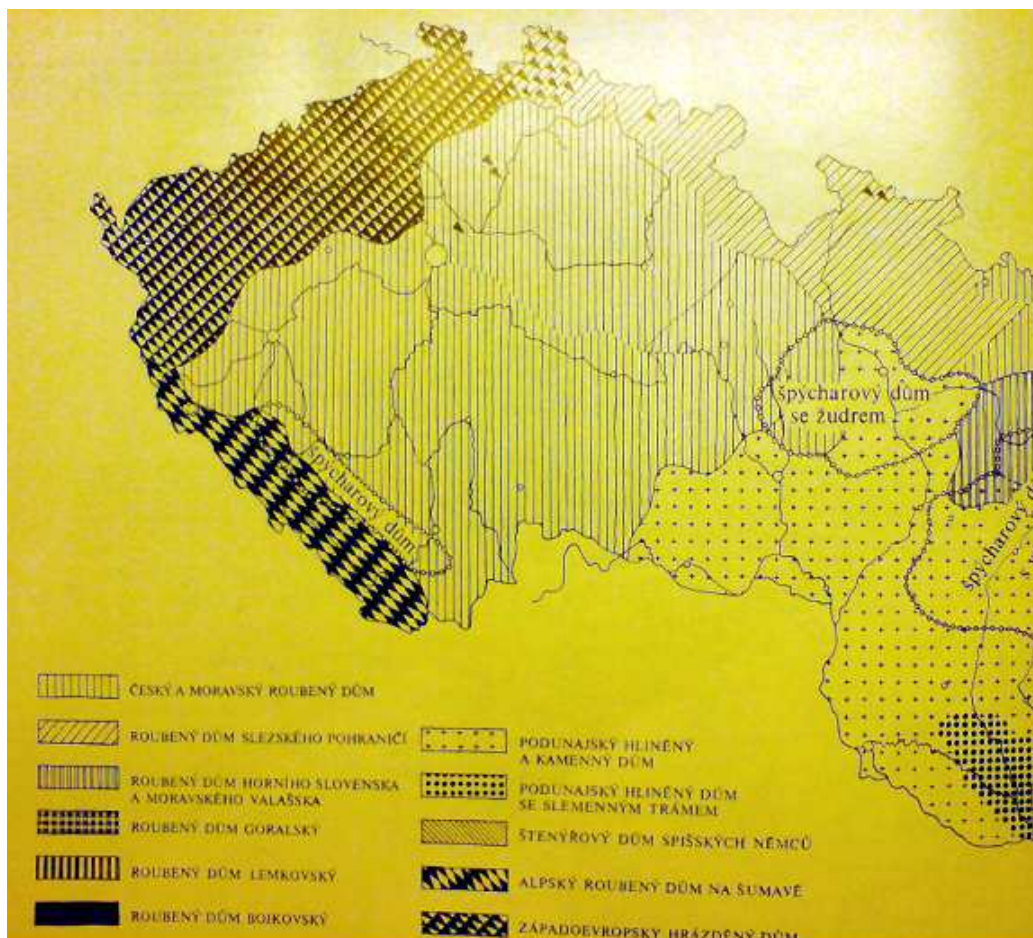 špycharový dům
se žudrem
špycharový dům
špycharový
ČESKÝ A MORAVSKÝ ROUBENÝ DŮM
ROUBENÝ DŮM SLEZSKÉHO POHRANIČÍ
ROUBENÝ DŮM HORNÍHO SLOVENSKA
A MORAVSKÉHO VALAŠSKA
ROUBENÝ DŮM GORALSKÝ
ROUBENÝ DŮM LEMKOVSKÝ
ROUBENÝ DŮM BOJKOVSKÝ
PODUNAJSKÝ HLINĚNÝ
A KAMENNÝ DŮM
PODUNAJSKÝ HLINĚNÝ DŮM
SE SLEMENNÝM TRÁMEM
ŠTENÝŘOVÝ DŮM SPIŠSKÝCH NĚMCŮ
ALPSKÝ ROUBENÝ DŮM NA ŠUMAVĚ
ZÁPADOEVROPSKÝ HRÁZDĚNÝ DŮM